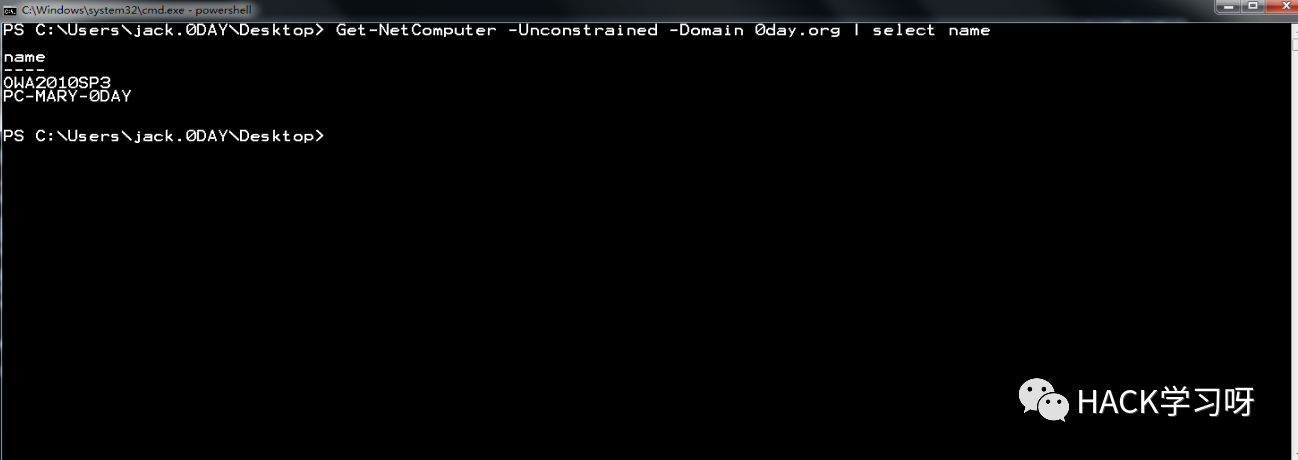 C:\Windows\system32\cmd.exe - powershell
PS C:\Users\jack.0DAY\Desktop> Get-NetComputer -Unconstrained -Domain 0day.org | select name
name
----
OWA2010SP3
PC-MARY-0DAY
PS C:\Users\jack.0DAY\Desktop>
HACK学习呀